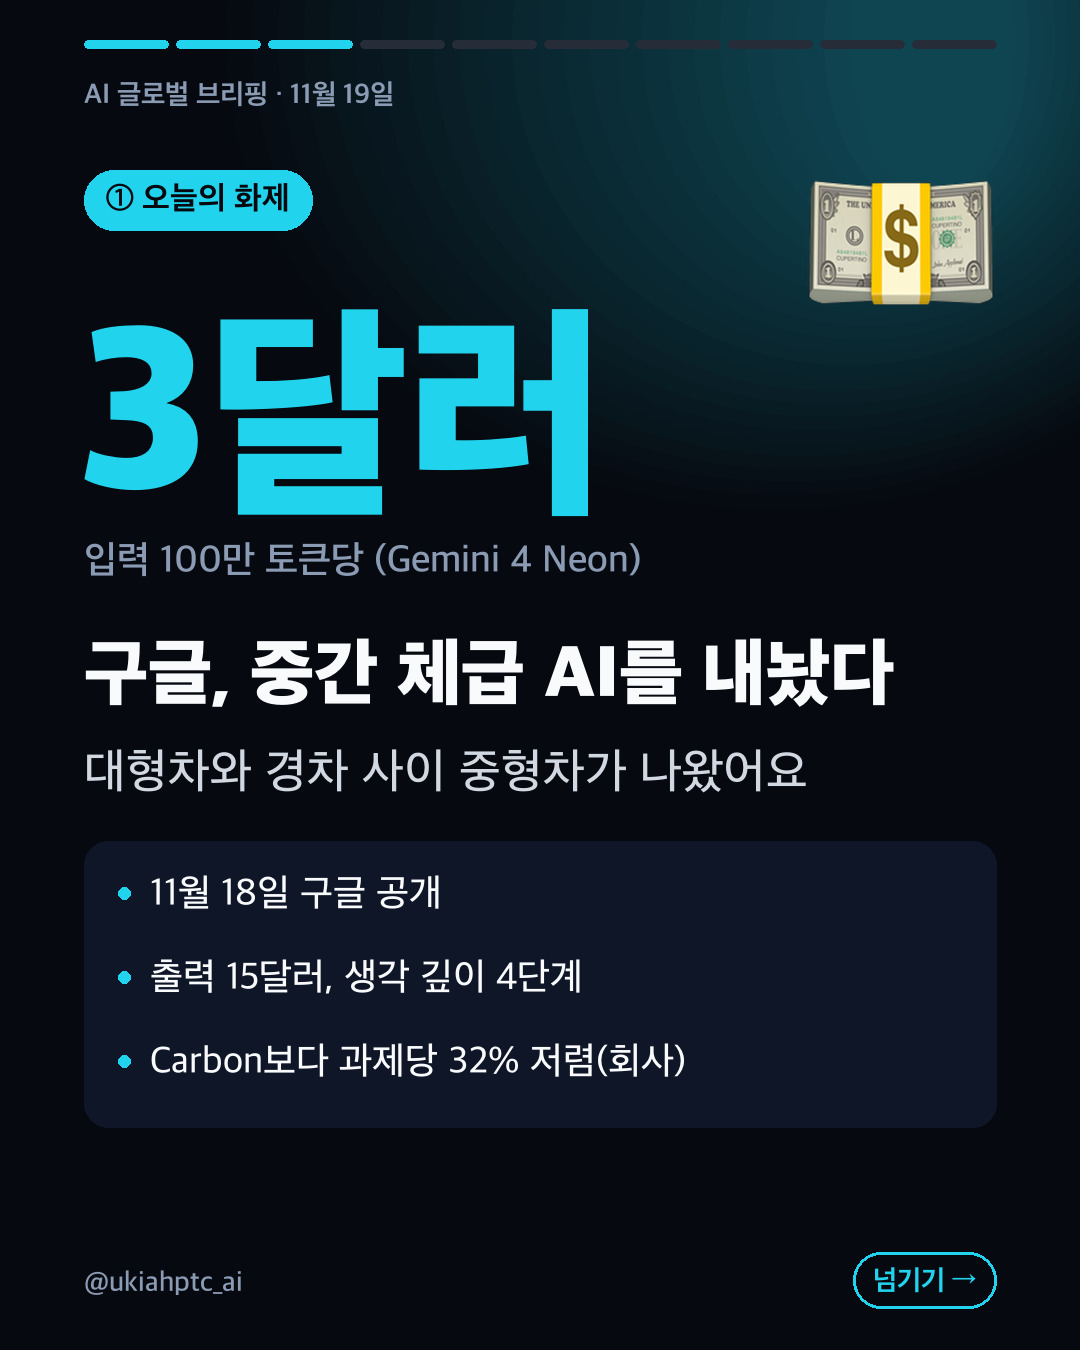 AI 글로벌 브리핑 · 11월 19일
① 오늘의 화제
3달러
입력 100만 토큰당 (Gemini 4 Neon)
구글, 중간 체급 AI를 내놨다
대형차와 경차 사이 중형차가 나왔어요
• 11월 18일 구글 공개
• 출력 15달러, 생각 깊이 4단계
• Carbon보다 과제당 32% 저렴(회사)
@ukiahptc_ai
넘기기 →